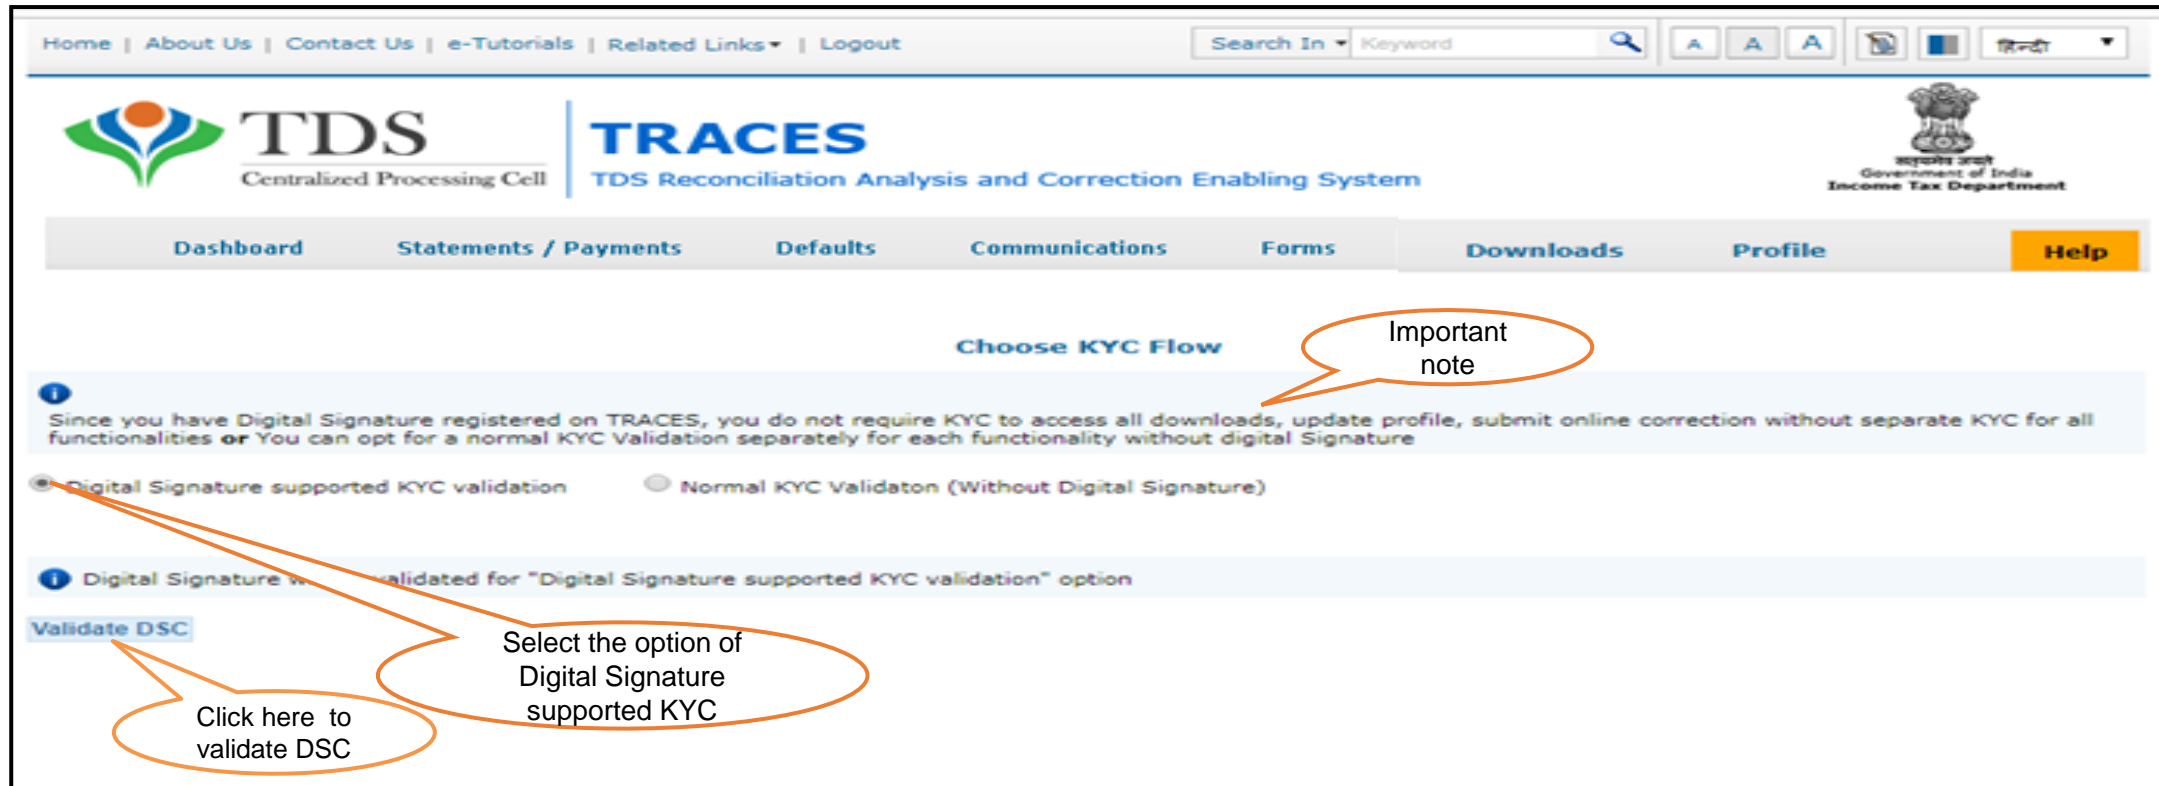 Home | About Us | Contact Us | e-Tutorials | Related Links | Logout
Search In Keyword
A A A
हिन्दी
TDS
Centralized Processing Cell
TRACES
TDS Reconciliation Analysis and Correction Enabling System
सत्यमेव जयते
Government of India
Income Tax Department
Dashboard Statements / Payments Defaults Communications Forms Downloads Profile Help
Choose KYC Flow
Important
note
Since you have Digital Signature registered on TRACES, you do not require KYC to access all downloads, update profile, submit online correction without separate KYC for all
functionalities or You can opt for a normal KYC Validation separately for each functionality without digital Signature
Digital Signature supported KYC validation
Normal KYC Validaton (Without Digital Signature)
Digital Signature validated for "Digital Signature supported KYC validation" option
Validate DSC
Select the option of
Digital Signature
supported KYC
Click here to
validate DSC